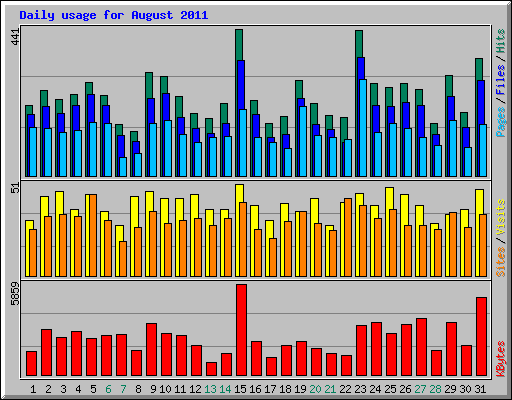 Daily usage for August 2011
441
Pages / Files / Hits
51
Sites / Visits
5859
KBytes
1 2 3 4 5 6 7 8 9 10 11 12 13 14 15 16 17 18 19 20 21 22 23 24 25 26 27 28 29 30 31